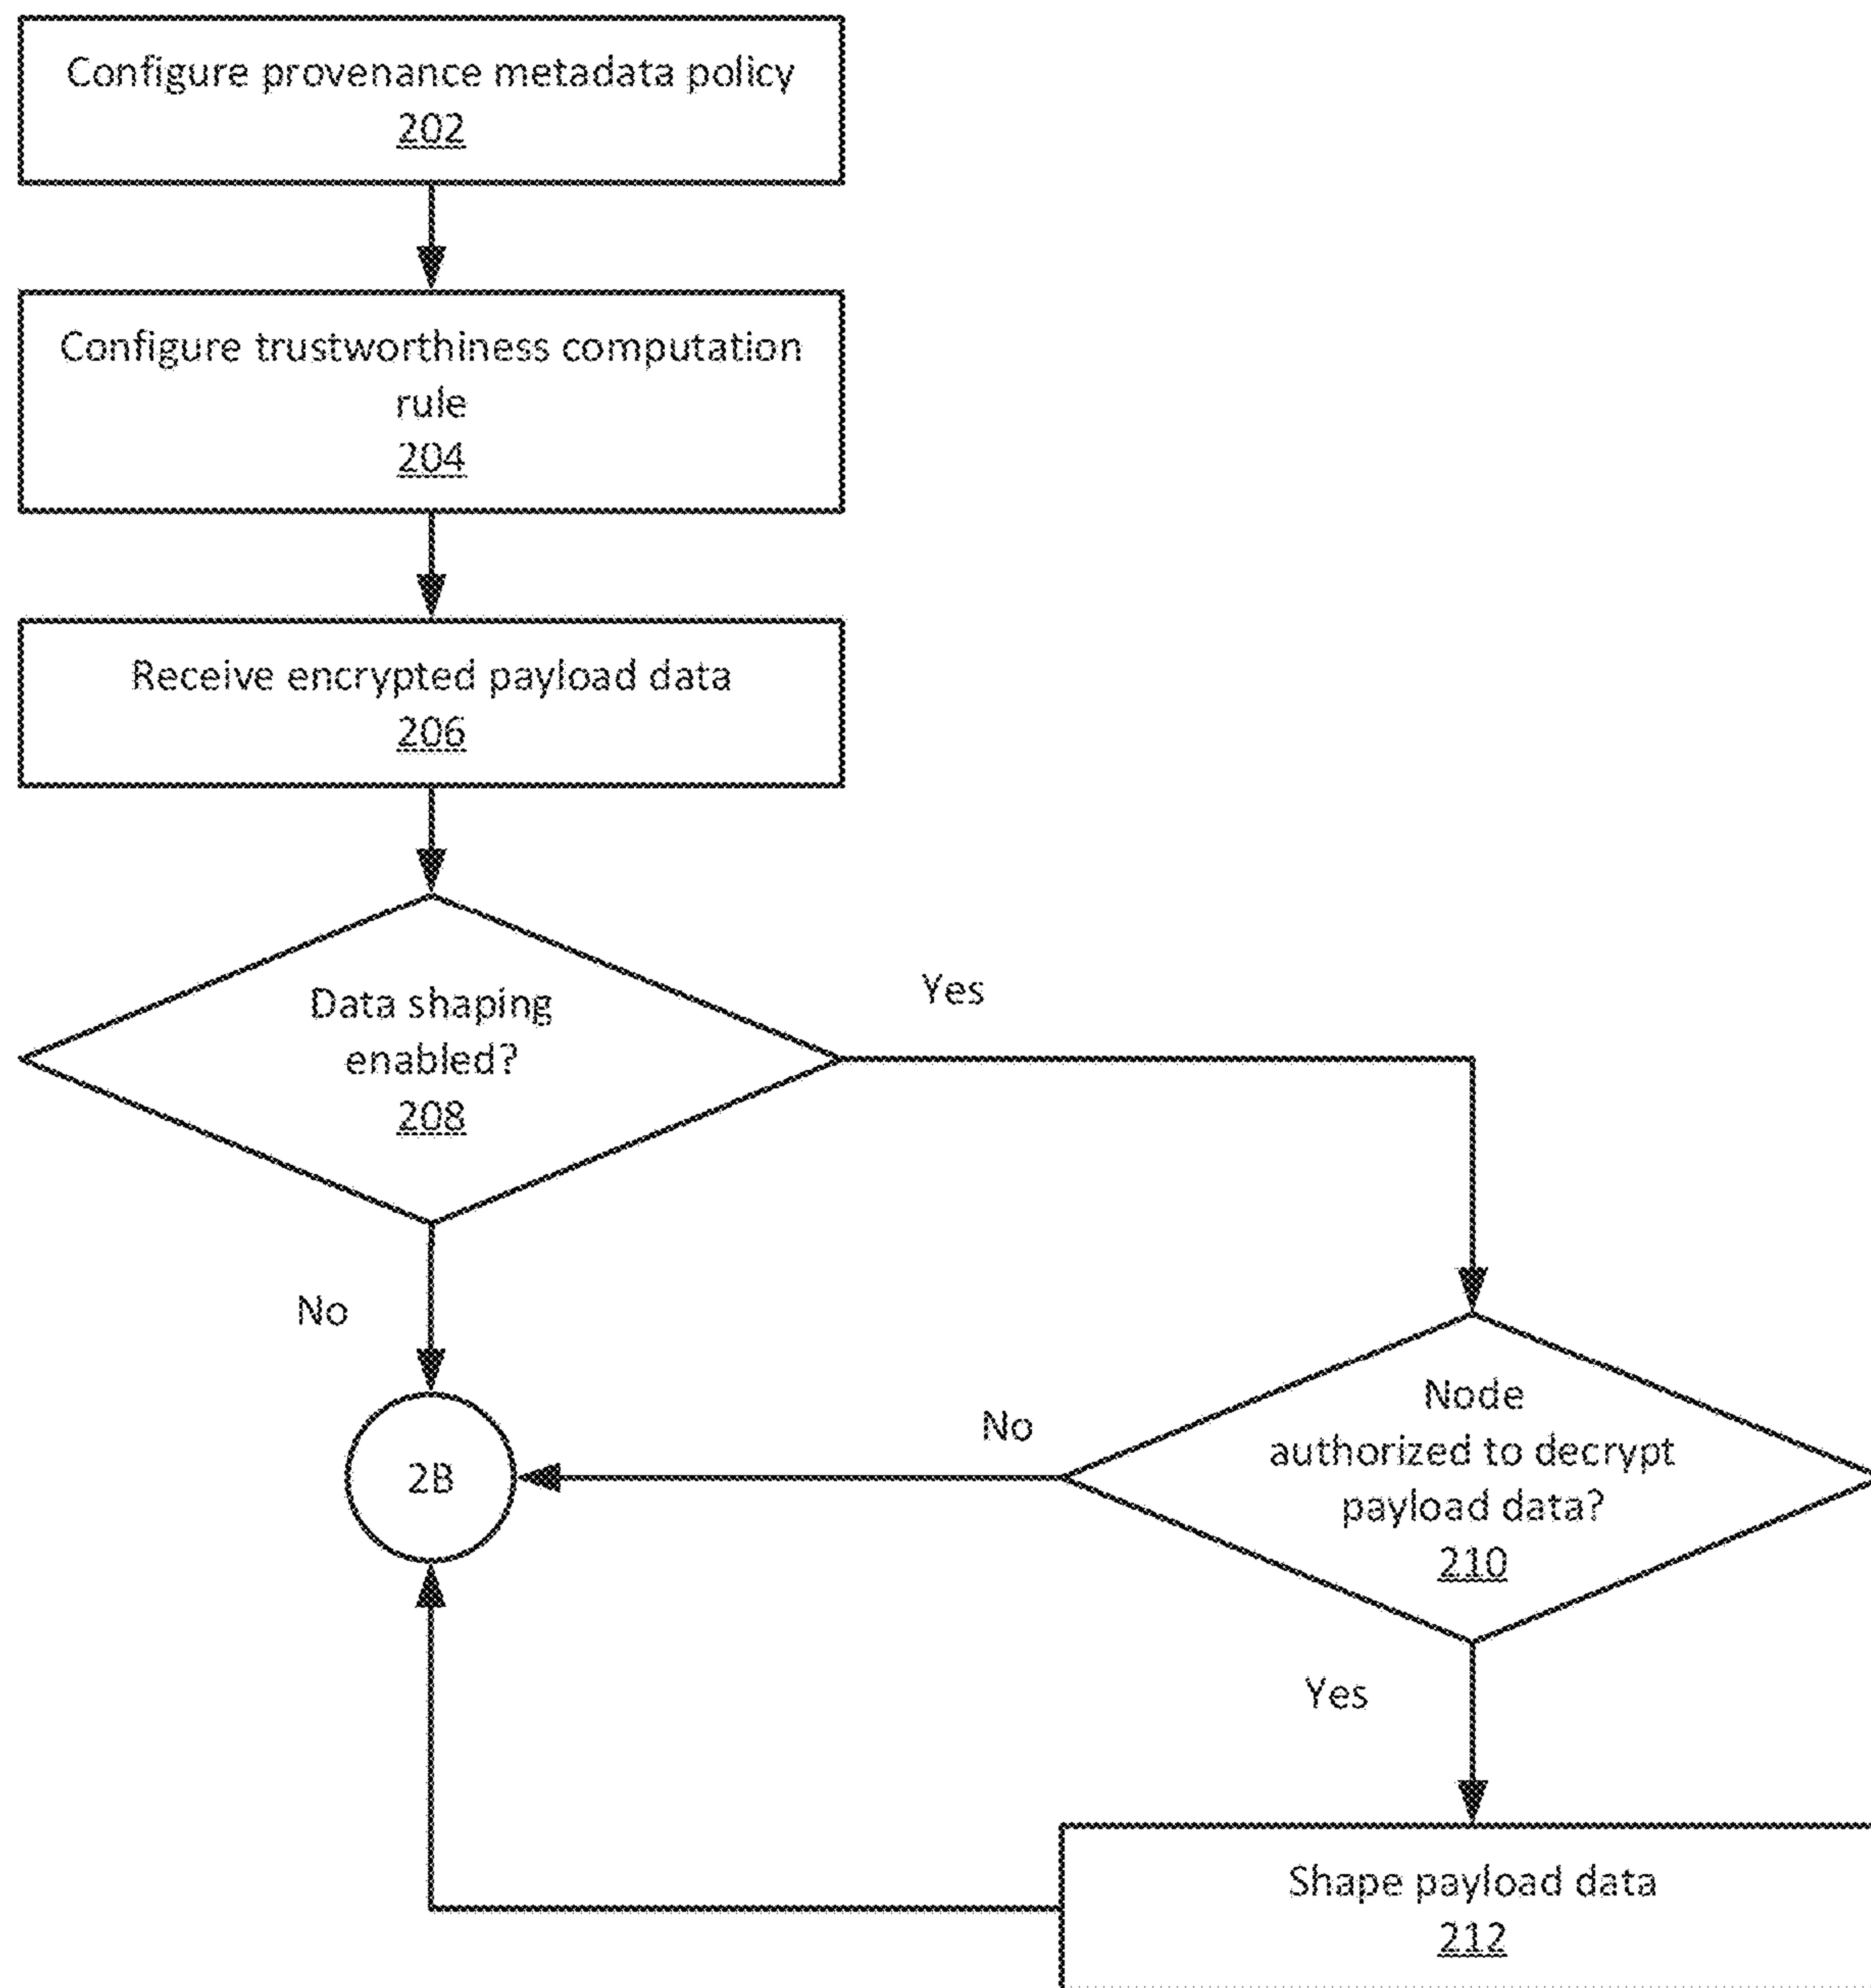 Configure provenance metadata policy
202
Configure trustworthiness computation
rule
204
Receive encrypted payload data
206
Data shaping
enabled?
208
Yes
No
2B
No
Node
authorized to decrypt
payload data?
210
Yes
Shape payload data
212